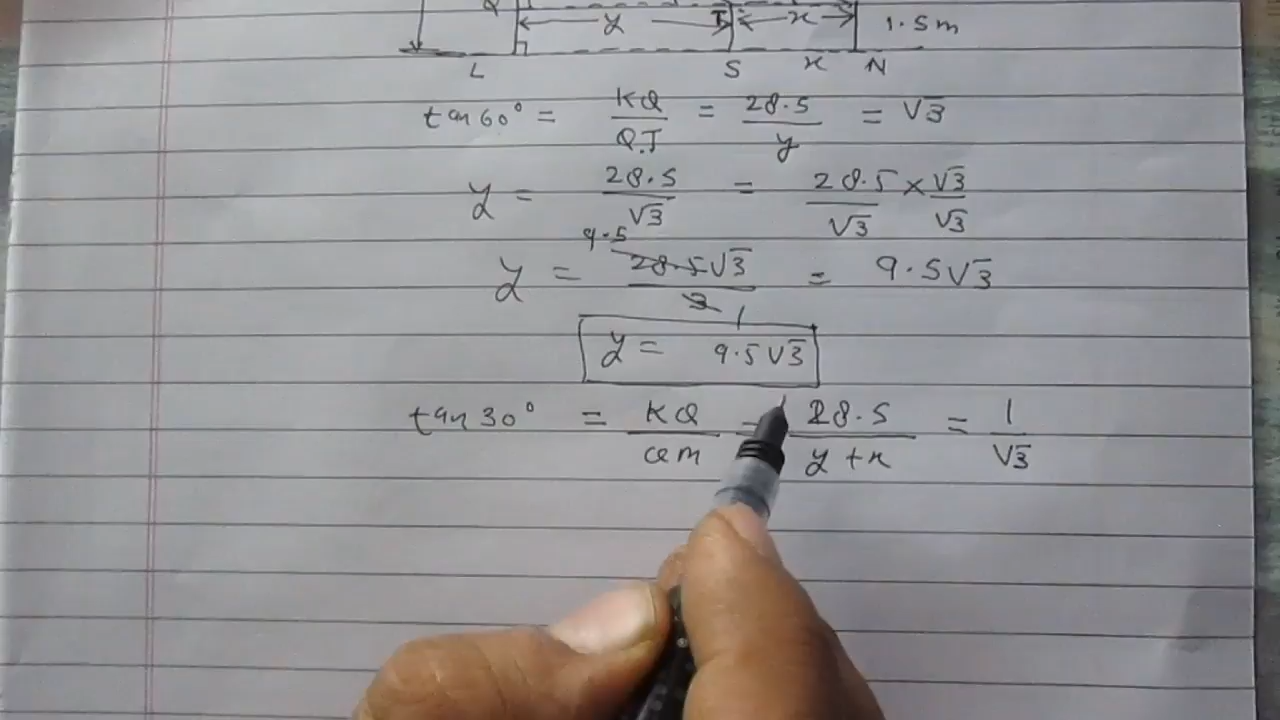 y x 1.5m
L S x N
tan 60° = KQ/QT = 28.5/y = √3
y = 28.5/√3 = 28.5/√3 × √3/√3
9.5
y = 28.5√3/3 = 9.5√3
1
y = 9.5√3
tan 30° = KQ/QM = 28.5/y+x = 1/√3